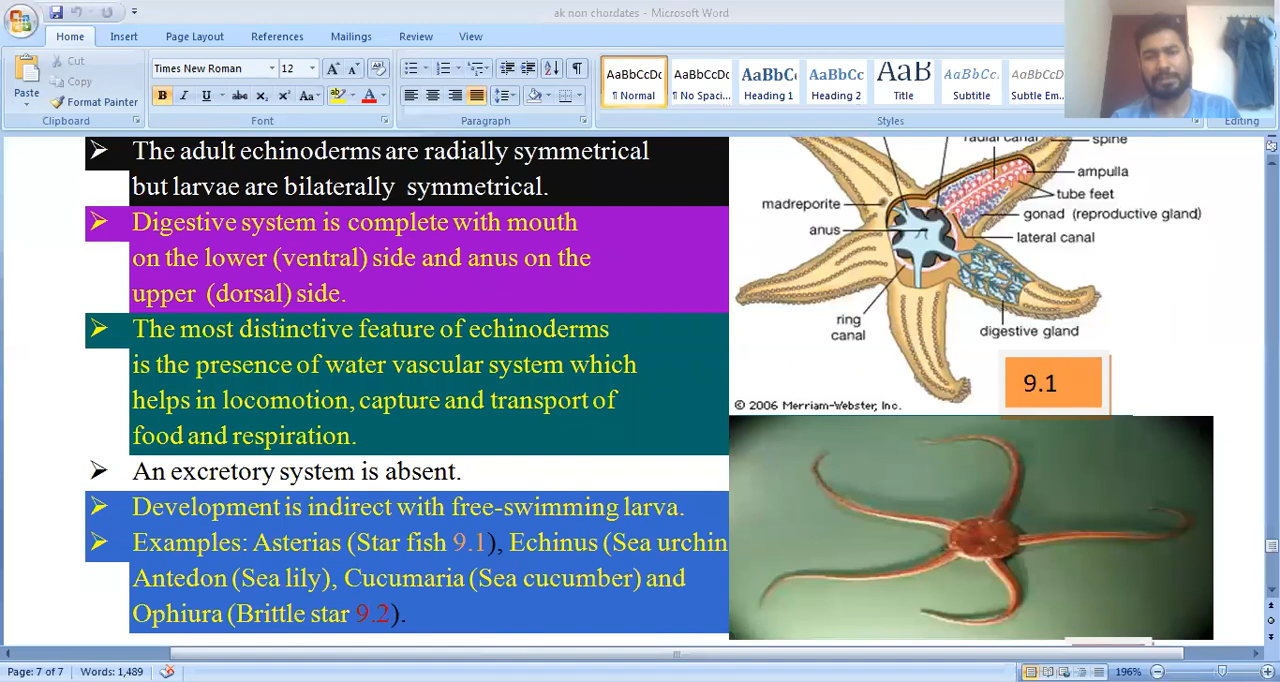 ak non chordates - Microsoft Word
Home Insert Page Layout References Mailings Review View
Cut
Copy
Paste
Format Painter
Times New Roman 12
AaBbCcDc AaBbCcDc AaBbC AaBbCc AaB AaBbCc. AaBbCcDc
¶ Normal ¶ No Spaci... Heading 1 Heading 2 Title Subtitle Subtle Em...
Clipboard Font Paragraph Styles Editing
The adult echinoderms are radially symmetrical
but larvae are bilaterally symmetrical.
Digestive system is complete with mouth
on the lower (ventral) side and anus on the
upper (dorsal) side.
The most distinctive feature of echinoderms
is the presence of water vascular system which
helps in locomotion, capture and transport of
food and respiration.
An excretory system is absent.
Development is indirect with free-swimming larva.
Examples: Asterias (Star fish 9.1), Echinus (Sea urchin
Antedon (Sea lily), Cucumaria (Sea cucumber) and
Ophiura (Brittle star 9.2).
radial canal
spine
ampulla
tube feet
madreporite
gonad (reproductive gland)
anus
lateral canal
ring
canal
digestive gland
9.1
© 2006 Merriam-Webster, Inc.
Page: 7 of 7 Words: 1,489 196%